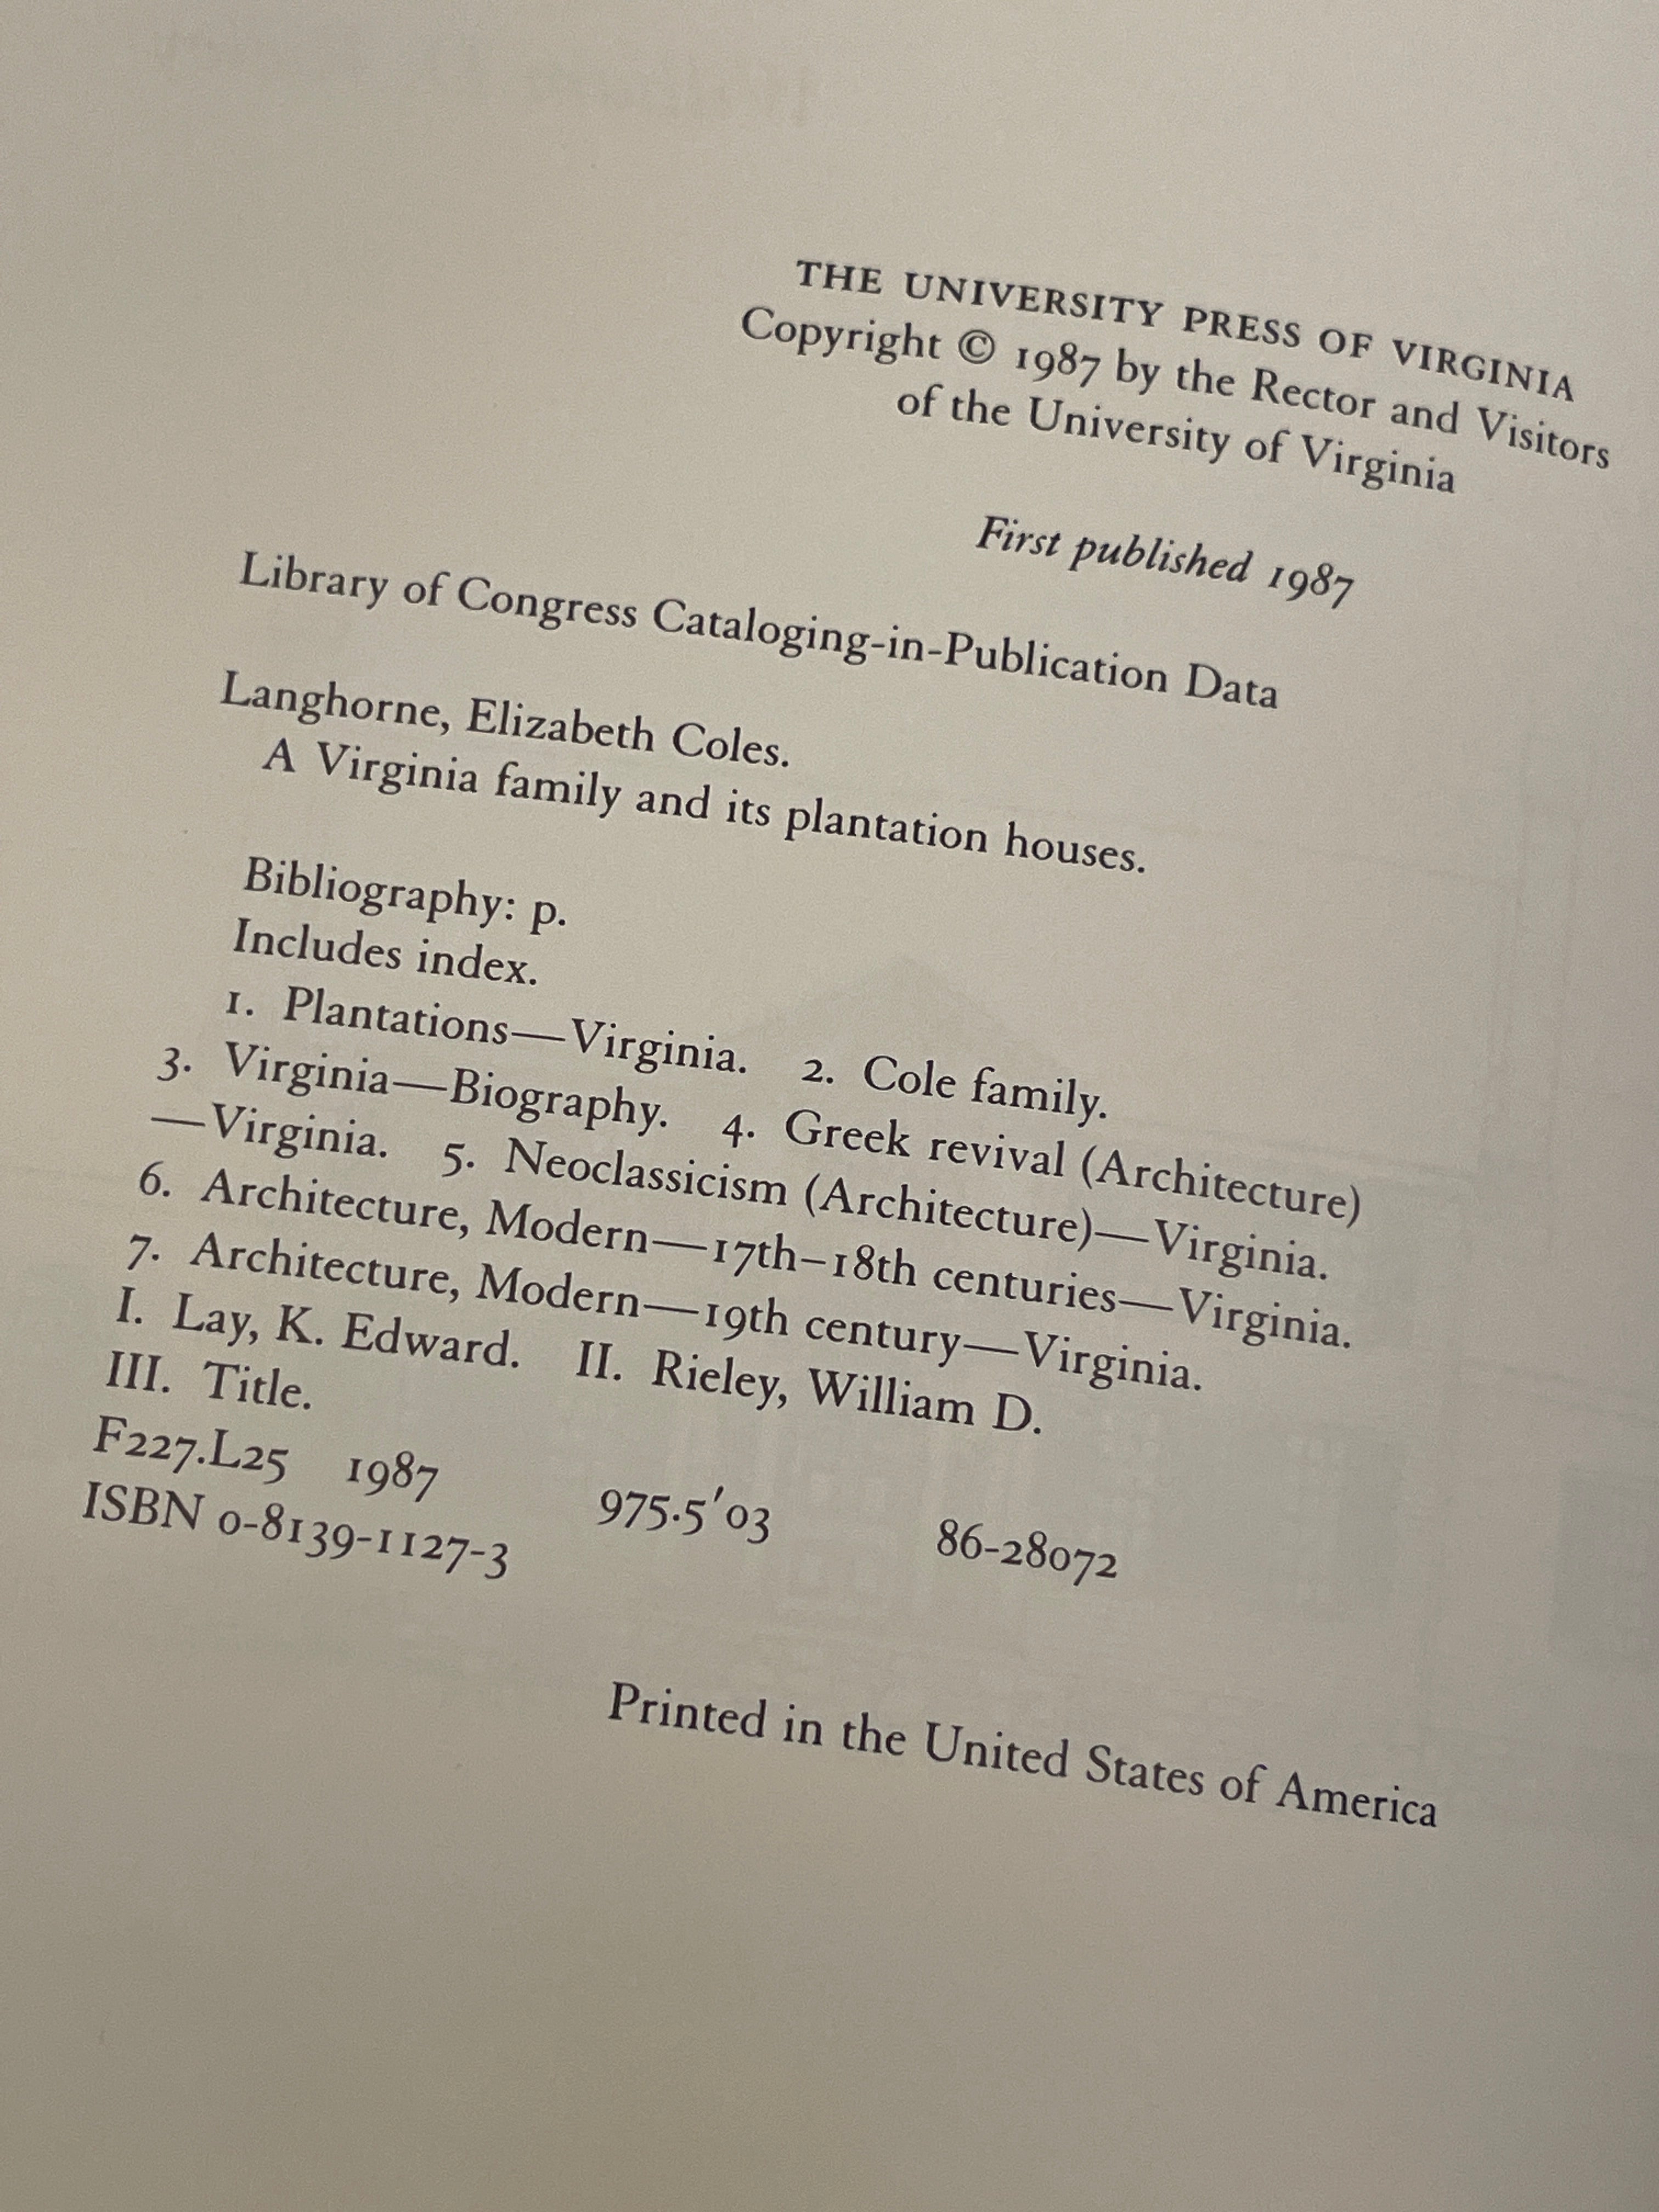 THE UNIVERSITY PRESS OF VIRGINIA
Copyright © 1987 by the Rector and Visitors
of the University of Virginia
First published 1987
Library of Congress Cataloging-in-Publication Data
Langhorne, Elizabeth Coles.
A Virginia family and its plantation houses.
Bibliography: p.
Includes index.
1. Plantations—Virginia. 2. Cole family.
3. Virginia—Biography. 4. Greek revival (Architecture)
—Virginia. 5. Neoclassicism (Architecture)—Virginia.
6. Architecture, Modern—17th–18th centuries—Virginia.
7. Architecture, Modern—19th century—Virginia.
I. Lay, K. Edward. II. Rieley, William D.
III. Title.
F227.L25 1987 975.5′03 86-28072
ISBN 0-8139-1127-3
Printed in the United States of America